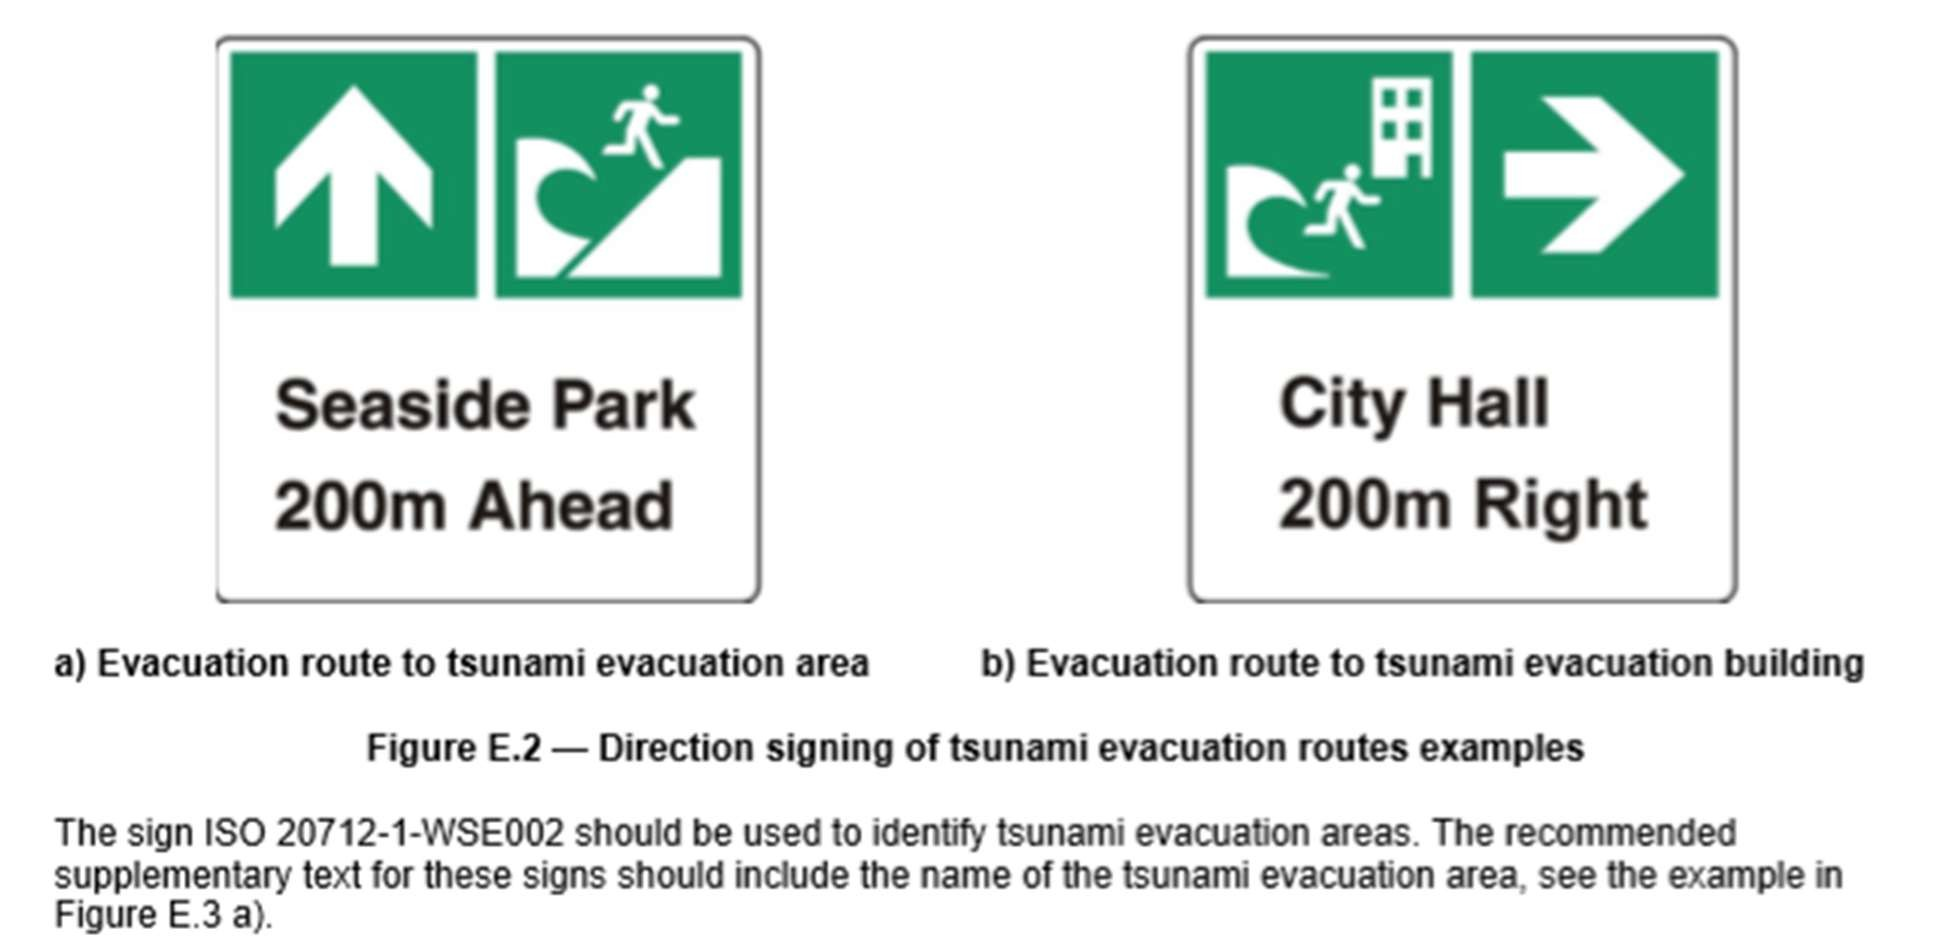 Seaside Park
200m Ahead
City Hall
200m Right
a) Evacuation route to tsunami evacuation area
b) Evacuation route to tsunami evacuation building
Figure E.2 — Direction signing of tsunami evacuation routes examples
The sign ISO 20712-1-WSE002 should be used to identify tsunami evacuation areas. The recommended
supplementary text for these signs should include the name of the tsunami evacuation area, see the example in
Figure E.3 a).